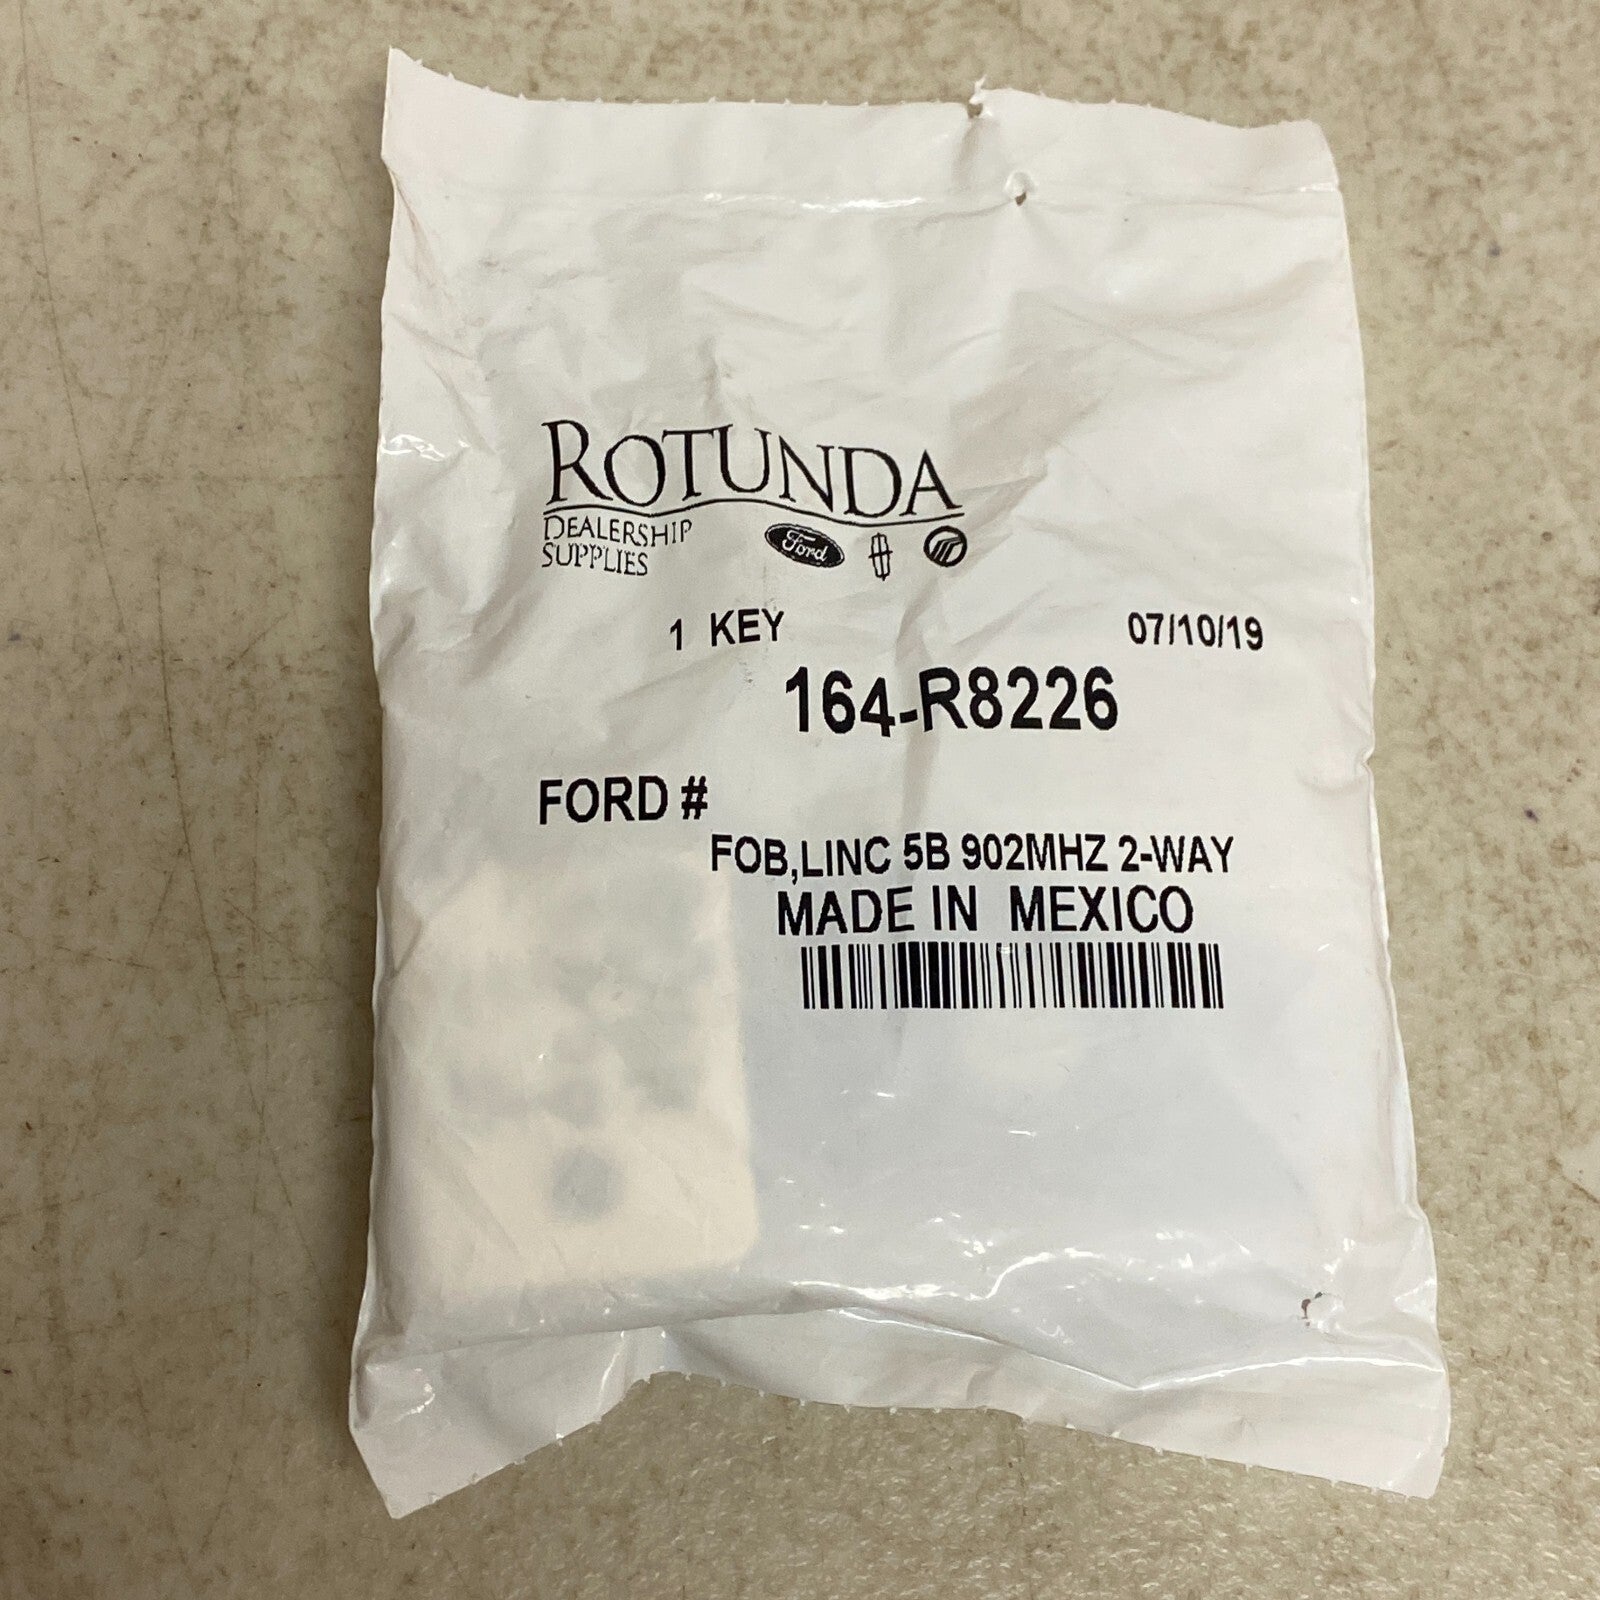 ROTUNDA
DEALERSHIP
SUPPLIES
Ford
1 KEY 07/10/19
164-R8226
FORD #
FOB,LINC 5B 902MHZ 2-WAY
MADE IN MEXICO